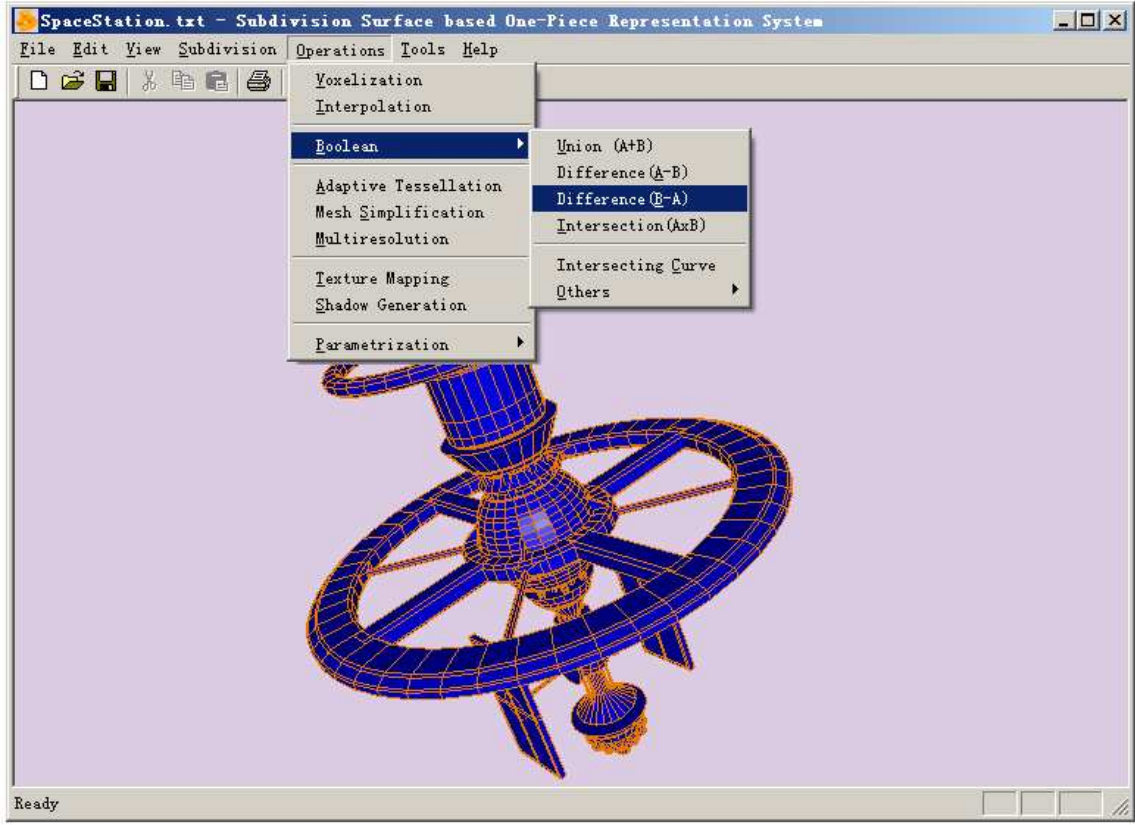 SpaceStation.txt - Subdivision Surface based One-Piece Representation System
File Edit View Subdivision Operations Tools Help
Voxelization
Interpolation
Boolean
Adaptive Tessellation
Mesh Simplification
Multiresolution
Texture Mapping
Shadow Generation
Parametrization
Union (A+B)
Difference(A-B)
Difference(B-A)
Intersection(AxB)
Intersecting Curve
Others
Ready